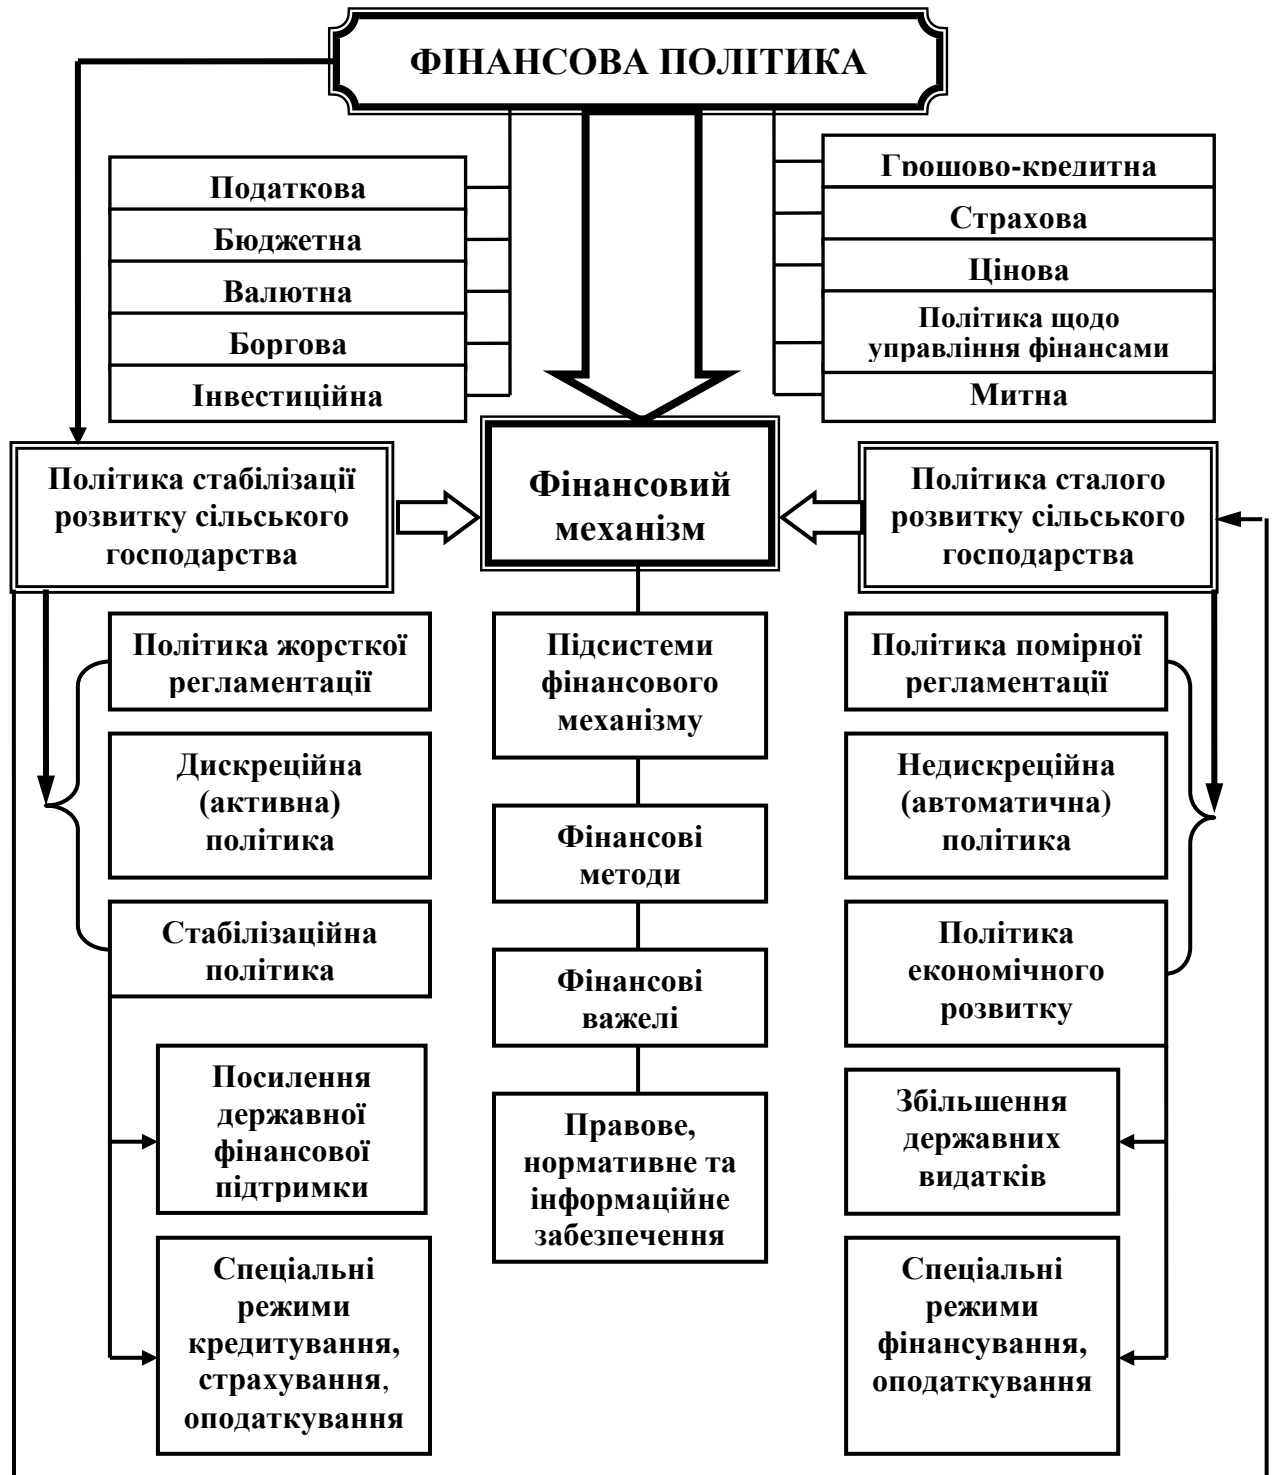 ФІНАНСОВА ПОЛІТИКА
Податкова
Бюджетна
Валютна
Боргова
Інвестиційна
Грошово-кредитна
Страхова
Цінова
Політика щодо
управління фінансами
Митна
Політика стабілізації
розвитку сільського
господарства
Фінансовий
механізм
Політика сталого
розвитку сільського
господарства
Політика жорсткої
регламентації
Дискреційна
(активна)
політика
Стабілізаційна
політика
Посилення
державної
фінансової
підтримки
Спеціальні
режими
кредитування,
страхування,
оподаткування
Підсистеми
фінансового
механізму
Фінансові
методи
Фінансові
важелі
Правове,
нормативне та
інформаційне
забезпечення
Політика помірної
регламентації
Недискреційна
(автоматична)
політика
Політика
економічного
розвитку
Збільшення
державних
видатків
Спеціальні
режими
фінансування,
оподаткування